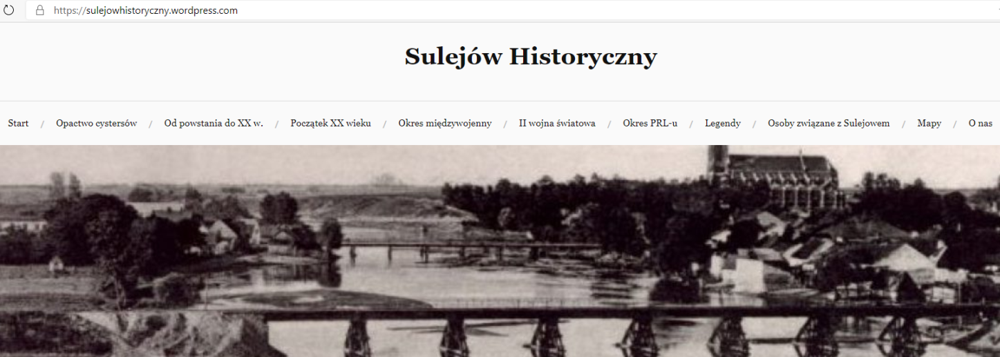 https://sulejowhistoryczny.wordpress.com
Sulejów Historyczny
Start / Opactwo cystersów / Od powstania do XX w. / Początek XX wieku / Okres międzywojenny / II wojna światowa / Okres PRL-u / Legendy / Osoby związane z Sulejowem / Mapy / O nas